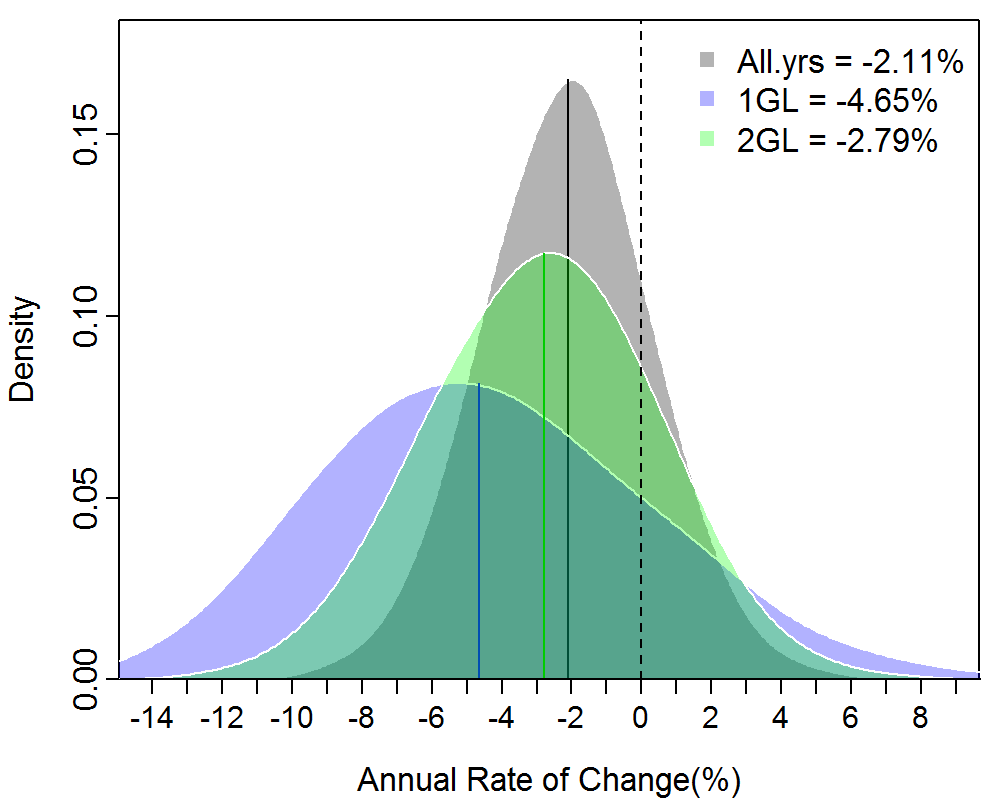 All.yrs = -2.11%
1GL = -4.65%
2GL = -2.79%
0.15
0.10
0.05
0.00
Density
-14 -12 -10 -8 -6 -4 -2 0 2 4 6 8
Annual Rate of Change(%)